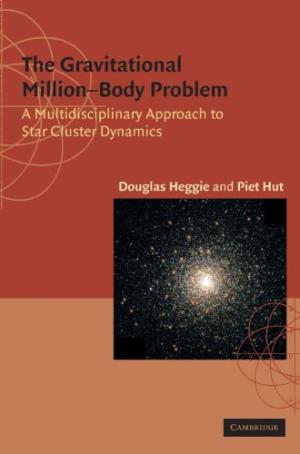 The Gravitational
Million–Body Problem
A Multidisciplinary Approach to
Star Cluster Dynamics
Douglas Heggie and Piet Hut
CAMBRIDGE